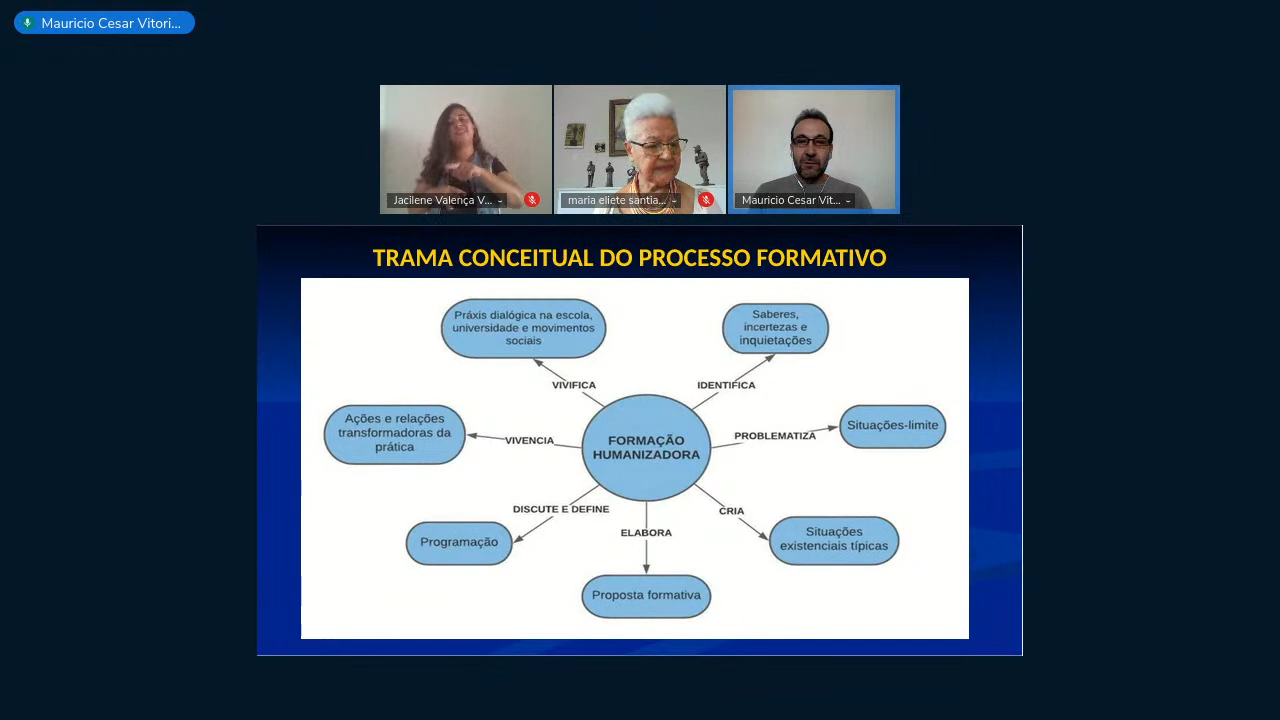 Mauricio Cesar Vitori...
Jacilene Valença V...
maria eliete santia...
Mauricio Cesar Vit...
TRAMA CONCEITUAL DO PROCESSO FORMATIVO
Práxis dialógica na escola,
universidade e movimentos
sociais
Saberes,
incertezas e
inquietações
VIVIFICA
IDENTIFICA
Ações e relações
transformadoras da
prática
Situações-limite
VIVENCIA
FORMAÇÃO
HUMANIZADORA
PROBLEMATIZA
DISCUTE E DEFINE
ELABORA
CRIA
Programação
Situações
existenciais típicas
Proposta formativa